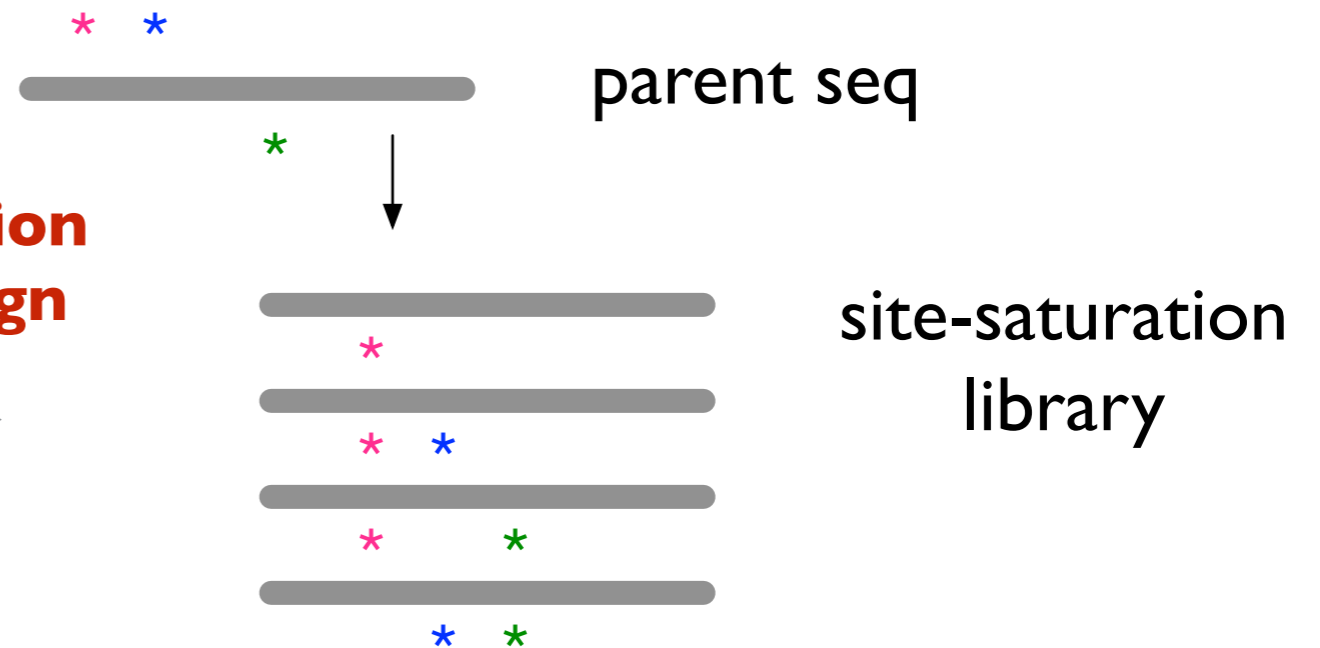 * *
parent seq
*
ion
gn
site-saturation
library
*
* *
* *
* *